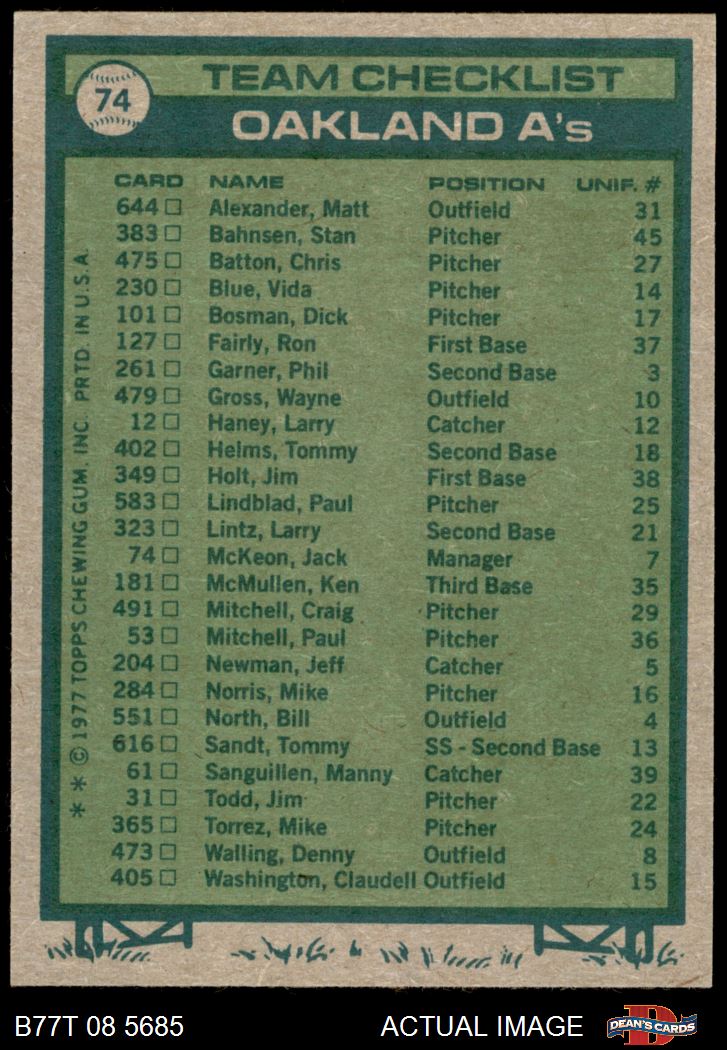 74
TEAM CHECKLIST
OAKLAND A's
CARD NAME POSITION UNIF. #
644 Alexander, Matt Outfield 31
383 Bahnsen, Stan Pitcher 45
475 Batton, Chris Pitcher 27
230 Blue, Vida Pitcher 14
101 Bosman, Dick Pitcher 17
127 Fairly, Ron First Base 37
261 Garner, Phil Second Base 3
479 Gross, Wayne Outfield 10
12 Haney, Larry Catcher 12
402 Helms, Tommy Second Base 18
349 Holt, Jim First Base 38
583 Lindblad, Paul Pitcher 25
323 Lintz, Larry Second Base 21
74 McKeon, Jack Manager 7
181 McMullen, Ken Third Base 35
491 Mitchell, Craig Pitcher 29
53 Mitchell, Paul Pitcher 36
204 Newman, Jeff Catcher 5
284 Norris, Mike Pitcher 16
551 North, Bill Outfield 4
616 Sandt, Tommy SS - Second Base 13
61 Sanguillen, Manny Catcher 39
31 Todd, Jim Pitcher 22
365 Torrez, Mike Pitcher 24
473 Walling, Denny Outfield 8
405 Washington, Claudell Outfield 15
* * © 1977 TOPPS CHEWING GUM, INC. PRTD. IN U.S.A.
B77T 08 5685 ACTUAL IMAGE
DEAN'S CARDS